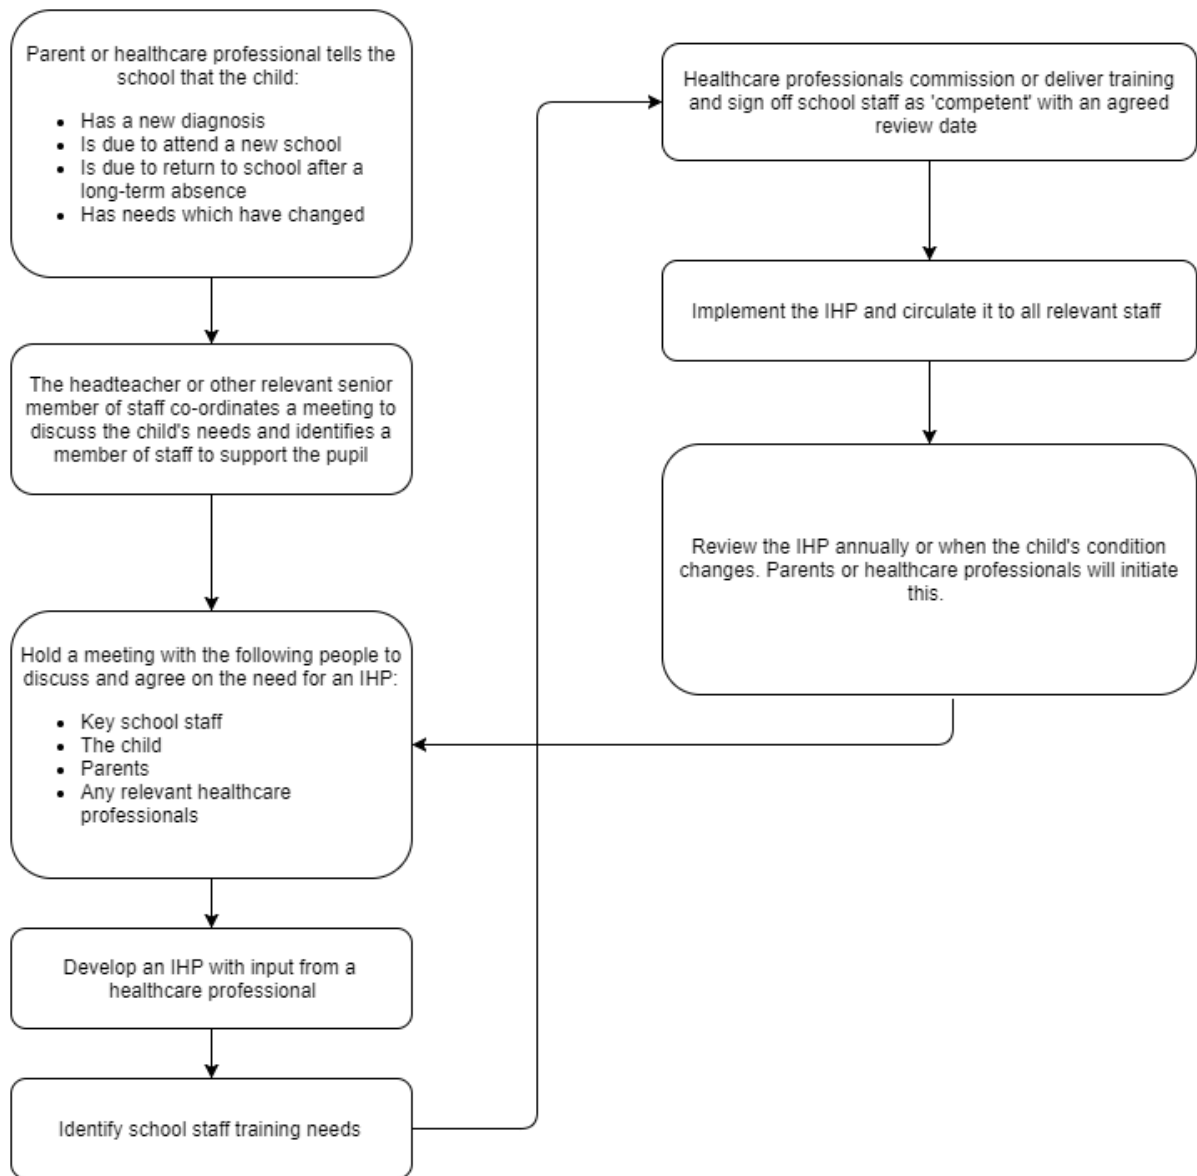 Parent or healthcare professional tells the
school that the child:
• Has a new diagnosis
• Is due to attend a new school
• Is due to return to school after a
long-term absence
• Has needs which have changed
The headteacher or other relevant senior
member of staff co-ordinates a meeting to
discuss the child's needs and identifies a
member of staff to support the pupil
Hold a meeting with the following people to
discuss and agree on the need for an IHP:
• Key school staff
• The child
• Parents
• Any relevant healthcare
professionals
Develop an IHP with input from a
healthcare professional
Identify school staff training needs
Healthcare professionals commission or deliver training
and sign off school staff as 'competent' with an agreed
review date
Implement the IHP and circulate it to all relevant staff
Review the IHP annually or when the child's condition
changes. Parents or healthcare professionals will initiate
this.